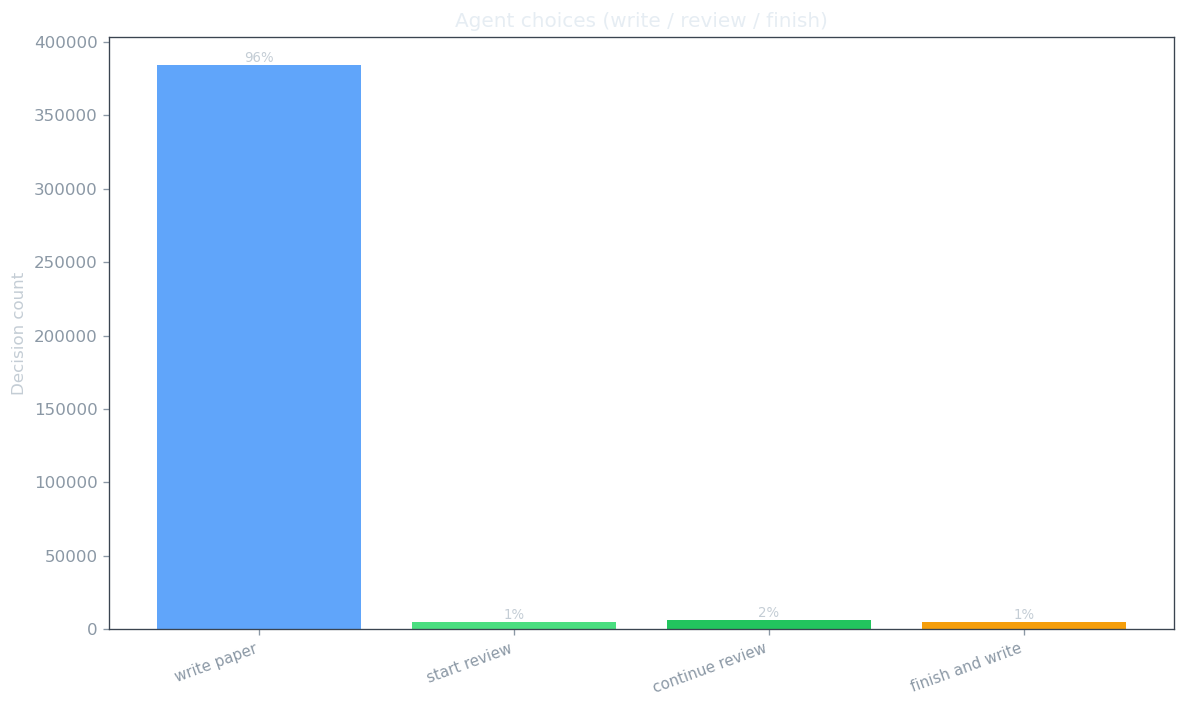 Agent choices (write / review / finish)
400000
350000
300000
250000
200000
150000
100000
50000
0
Decision count
96%
1%
2%
1%
write paper
start review
continue review
finish and write